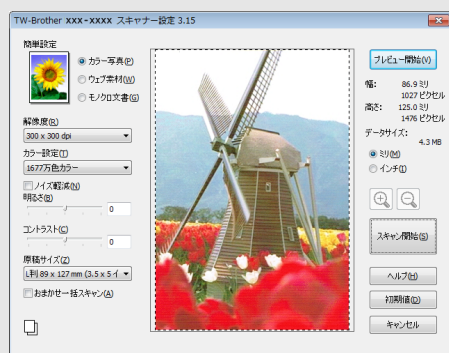 TW-Brother xxx-xxxx スキャナー設定 3.15
簡単設定
カラー写真(P)
ウェブ素材(W)
モノクロ文書(G)
解像度(R)
300 x 300 dpi
カラー設定(T)
1677万色カラー
ノイズ軽減(N)
明るさ(B)
0
コントラスト(C)
0
原稿サイズ(Z)
L判 89 x 127 mm (3.5 x 5 イ
おまかせ一括スキャン(A)
プレビュー開始(V)
幅: 86.9 ミリ
1027 ピクセル
高さ: 125.0 ミリ
1476 ピクセル
データサイズ:
4.3 MB
ミリ(M)
インチ(I)
スキャン開始(S)
ヘルプ(H)
初期値(D)
キャンセル